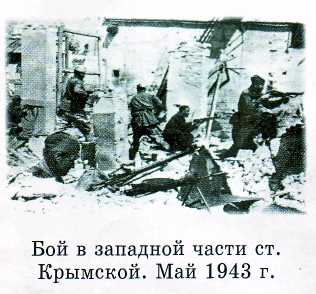 Бой в западной части ст.
Крымской. Май 1943 г.